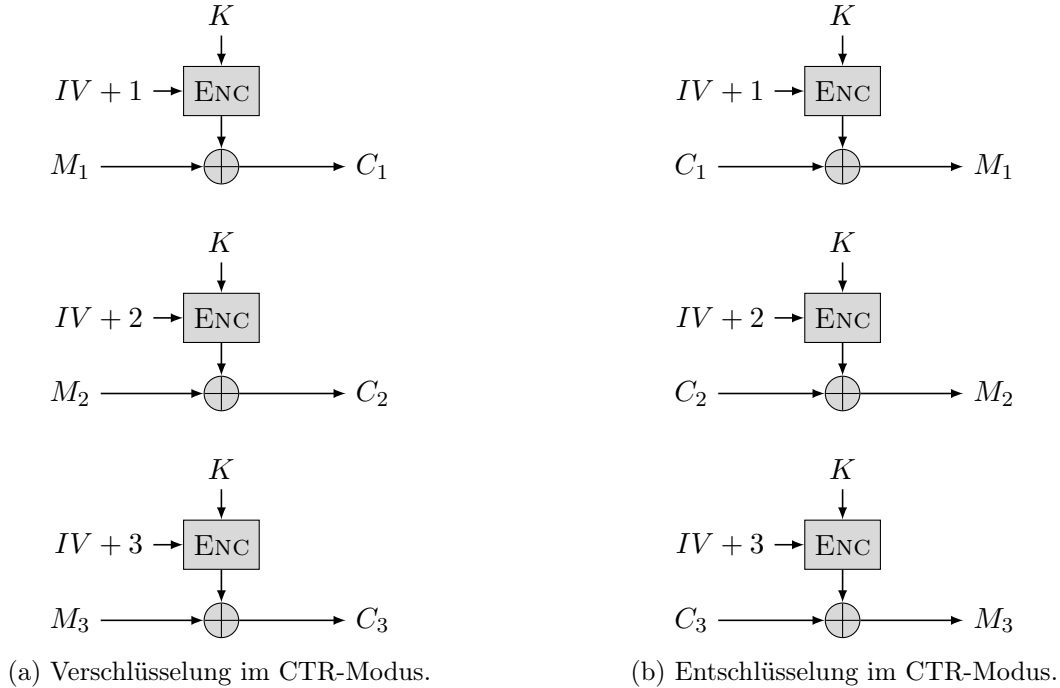 K K
IV + 1 ENC IV + 1 ENC
M₁ C₁ C₁ M₁
K K
IV + 2 ENC IV + 2 ENC
M₂ C₂ C₂ M₂
K K
IV + 3 ENC IV + 3 ENC
M₃ C₃ C₃ M₃
(a) Verschlüsselung im CTR-Modus. (b) Entschlüsselung im CTR-Modus.